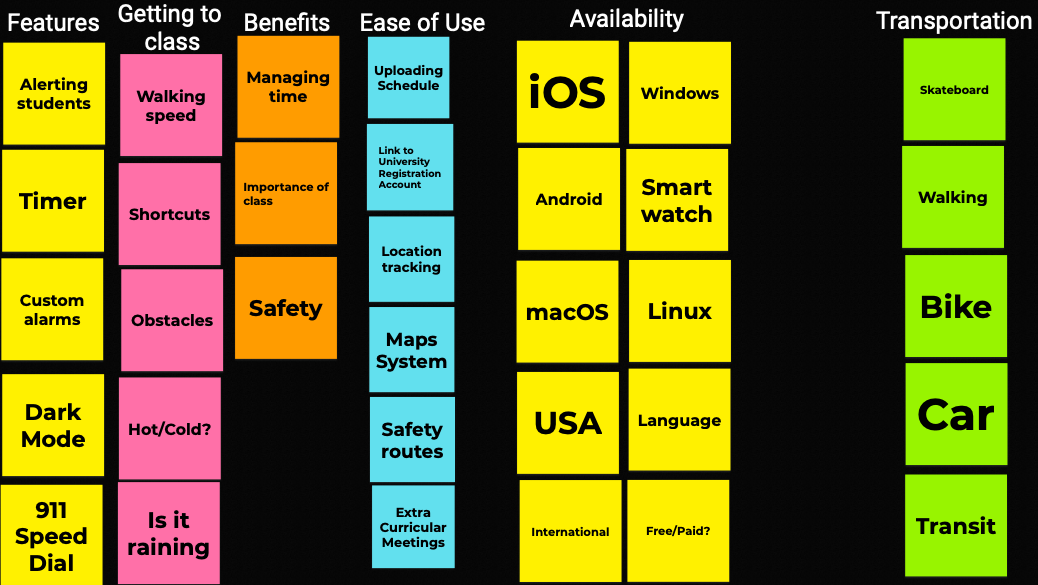 Features
Alerting
students
Timer
Custom
alarms
Dark
Mode
911
Speed
Dial
Getting to
class
Walking
speed
Shortcuts
Obstacles
Hot/Cold?
Is it
raining
Benefits
Managing
time
Importance of
class
Safety
Ease of Use
Uploading
Schedule
Link to
University
Registration
Account
Location
tracking
Maps
System
Safety
routes
Extra
Curricular
Meetings
Availability
iOS
Windows
Android
Smart
watch
macOS
Linux
USA
Language
International
Free/Paid?
Transportation
Skateboard
Walking
Bike
Car
Transit